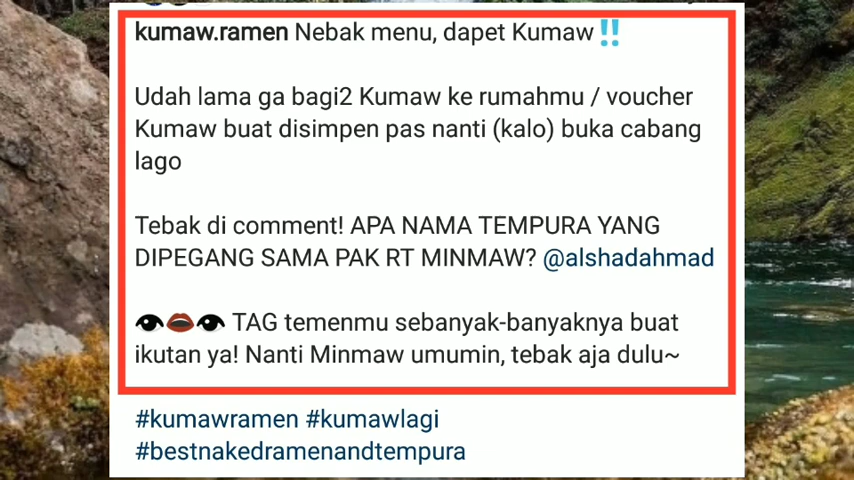 kumaw.ramen Nebak menu, dapet Kumaw‼️
Udah lama ga bagi2 Kumaw ke rumahmu / voucher
Kumaw buat disimpen pas nanti (kalo) buka cabang
lago
Tebak di comment! APA NAMA TEMPURA YANG
DIPEGANG SAMA PAK RT MINMAW? @alshadahmad
👁👄👁 TAG temenmu sebanyak-banyaknya buat
ikutan ya! Nanti Minmaw umumin, tebak aja dulu~
#kumawramen #kumawlagi
#bestnakedramenandtempura